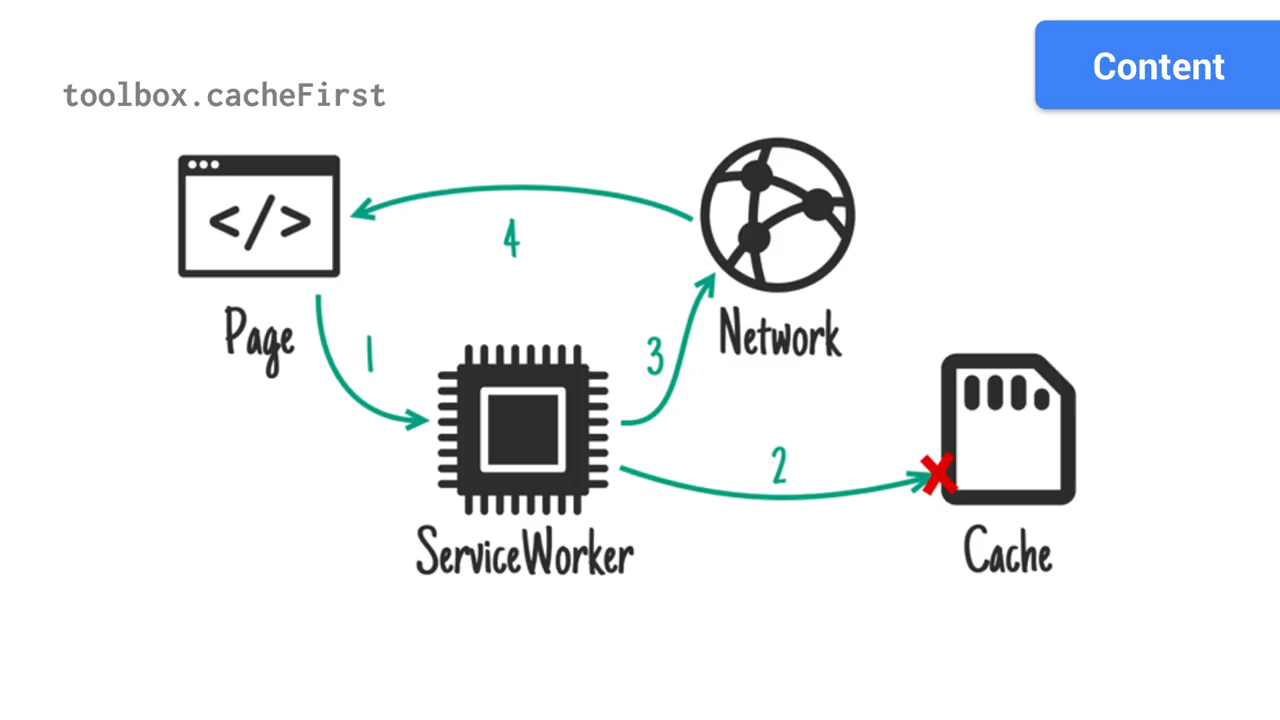 Content
toolbox.cacheFirst
</>
4
Page
Network
1
3
2
ServiceWorker
Cache